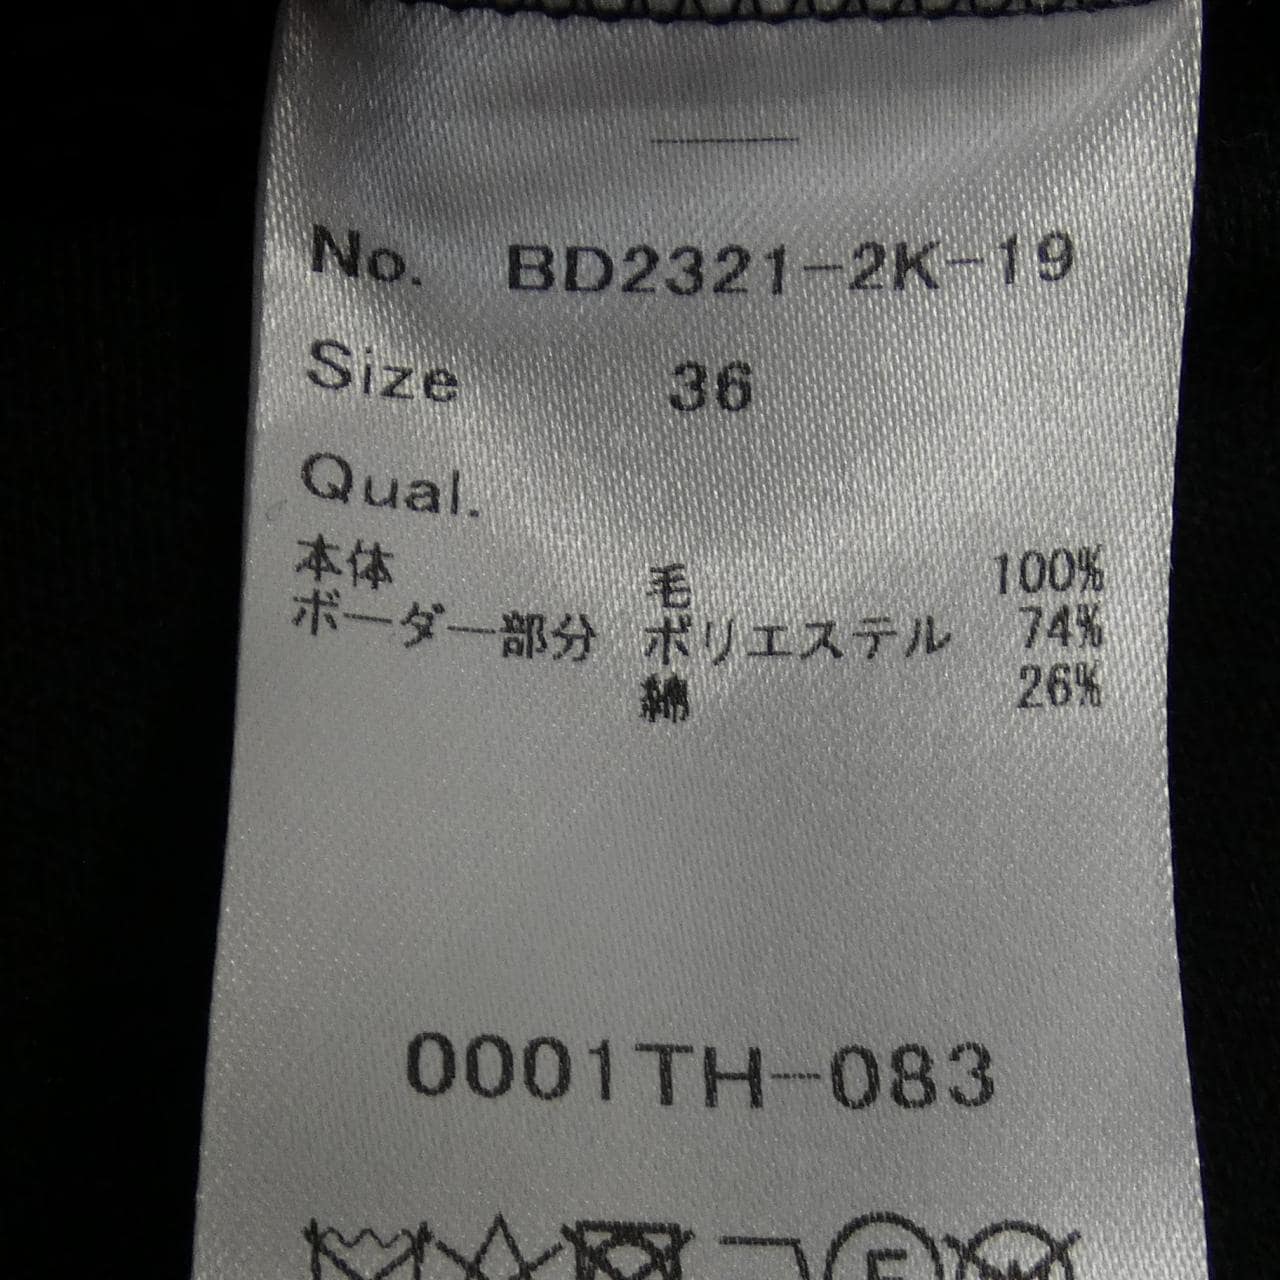 No. BD2321-2K-19
Size 36
Qual.
本体 毛 100%
ボーダー部分 ポリエステル 74%
綿 26%
0001TH-083